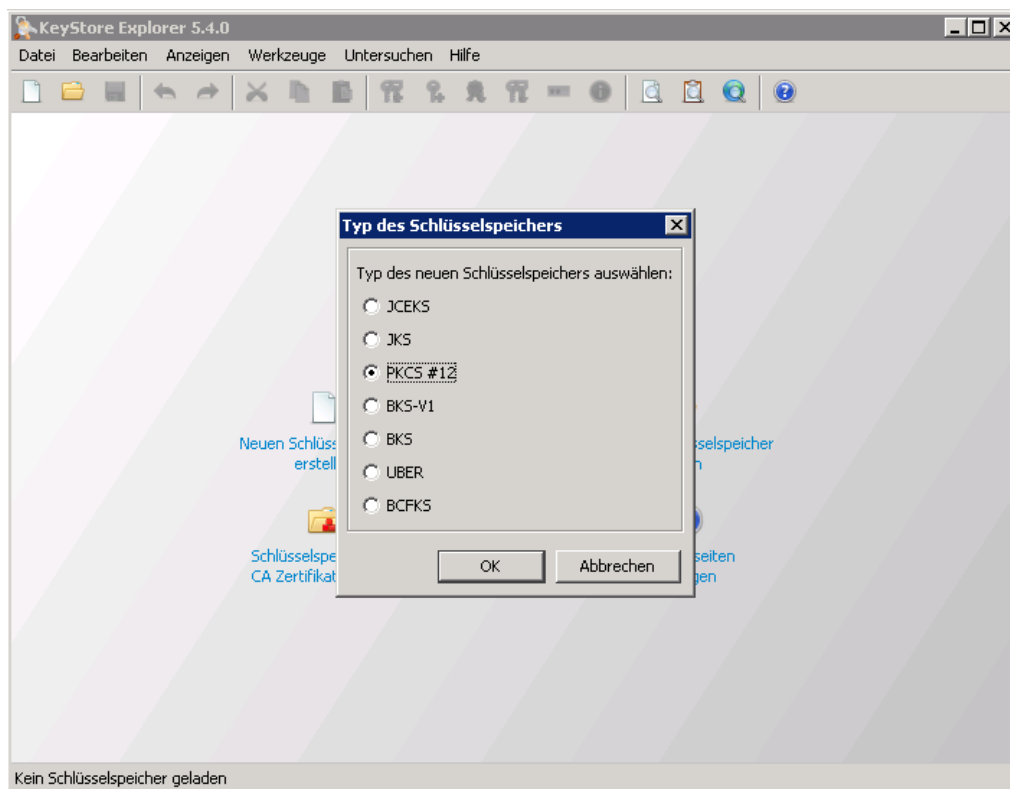 KeyStore Explorer 5.4.0
Datei Bearbeiten Anzeigen Werkzeuge Untersuchen Hilfe
Typ des Schlüsselspeichers
Typ des neuen Schlüsselspeichers auswählen:
JCEKS
JKS
PKCS #12
BKS-V1
BKS
UBER
BCFKS
OK Abbrechen
Neuen Schlüs
erstell
sselspeicher
n
Schlüsselspe
CA Zertifikat
seiten
gen
Kein Schlüsselspeicher geladen